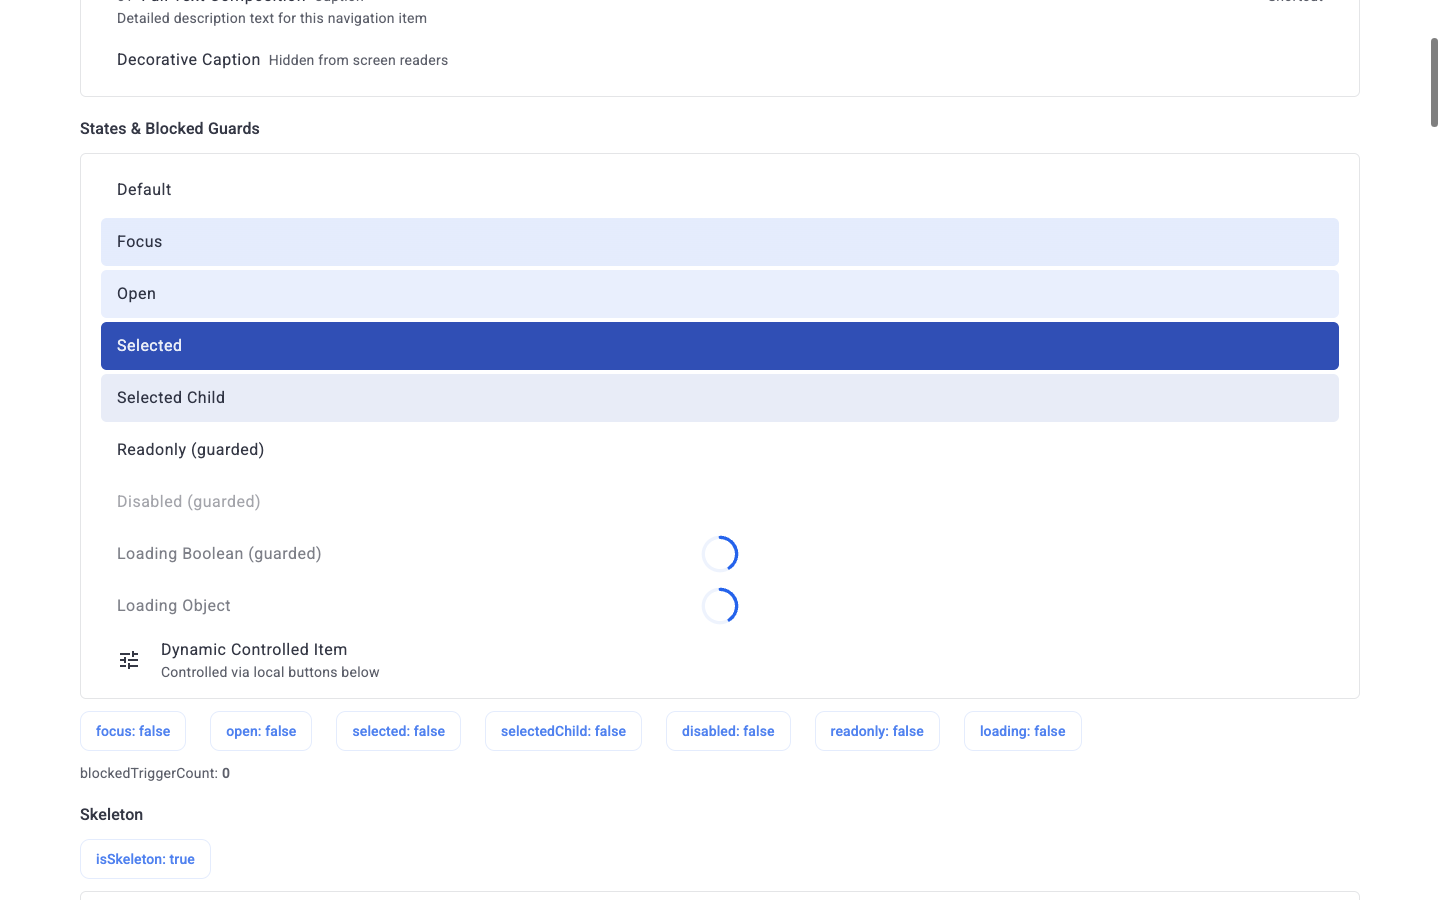 Detailed description text for this navigation item
Decorative Caption Hidden from screen readers
States & Blocked Guards
Default
Focus
Open
Selected
Selected Child
Readonly (guarded)
Disabled (guarded)
Loading Boolean (guarded)
Loading Object
Dynamic Controlled Item
Controlled via local buttons below
focus: false open: false selected: false selectedChild: false disabled: false readonly: false loading: false
blockedTriggerCount: 0
Skeleton
isSkeleton: true